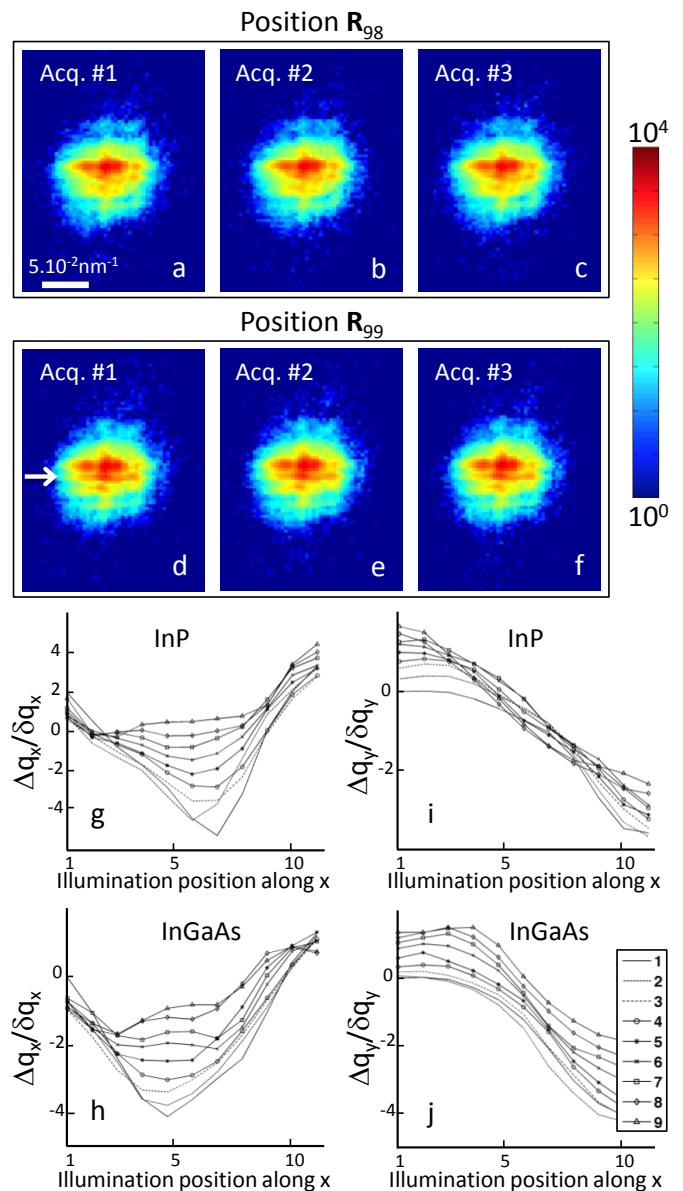 Position R98
Acq. #1
Acq. #2
Acq. #3
10⁴
5.10⁻²nm⁻¹
a
b
c
Position R99
Acq. #1
Acq. #2
Acq. #3
d
e
f
10⁰
InP
4
2
0
-2
-4
Δqx/δqx
g
1
5
10
Illumination position along x
InP
0
-2
Δqy/δqy
i
1
5
10
Illumination position along x
InGaAs
0
-2
-4
Δqx/δqx
h
1
5
10
Illumination position along x
InGaAs
0
-2
-4
Δqy/δqy
j
1
2
3
4
5
6
7
8
9
1
5
10
Illumination position along x